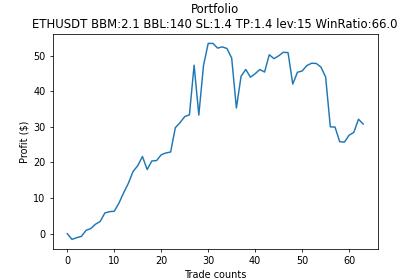 Portfolio
ETHUSDT BBM:2.1 BBL:140 SL:1.4 TP:1.4 lev:15 WinRatio:66.0
Profit ($)
50
40
30
20
10
0
0 10 20 30 40 50 60
Trade counts